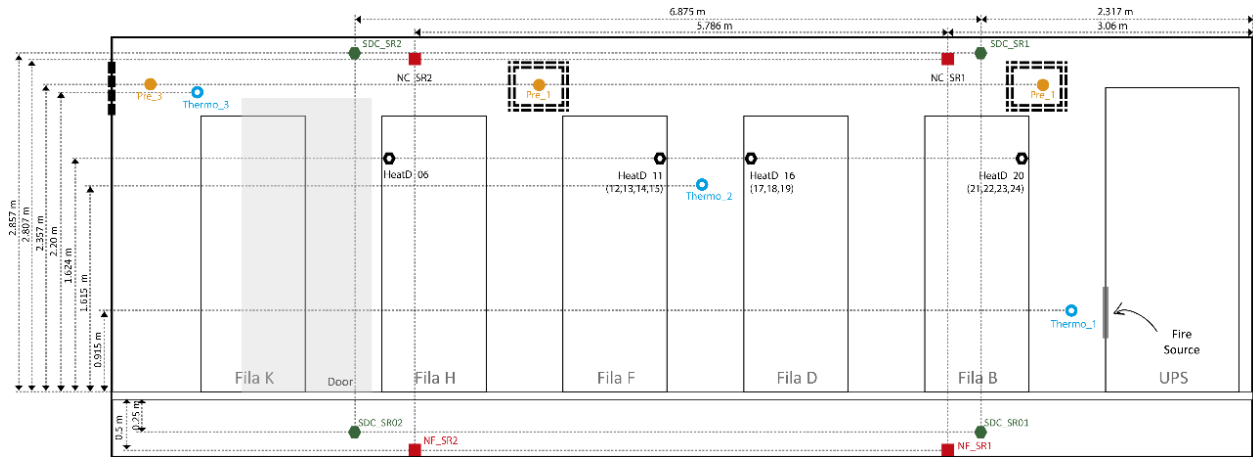 6.875 m
2.317 m
5.786 m
3.06 m
SDC_SR2
SDC_SR1
NC_SR2
NC_SR1
Pre_3
Pre_1
Pre_1
Thermo_3
HeatD_06
HeatD_11
(12,13,14,15)
HeatD_16
(17,18,19)
HeatD_20
(21,22,23,24)
Thermo_2
2.857 m
2.807 m
2.357 m
2.20 m
1.624 m
1.615 m
0.915 m
Thermo_1
Fire
Source
Fila K
Door
Fila H
Fila F
Fila D
Fila B
UPS
0.5 m
0.25 m
SDC_SR02
SDC_SR01
NF_SR2
NF_SR1